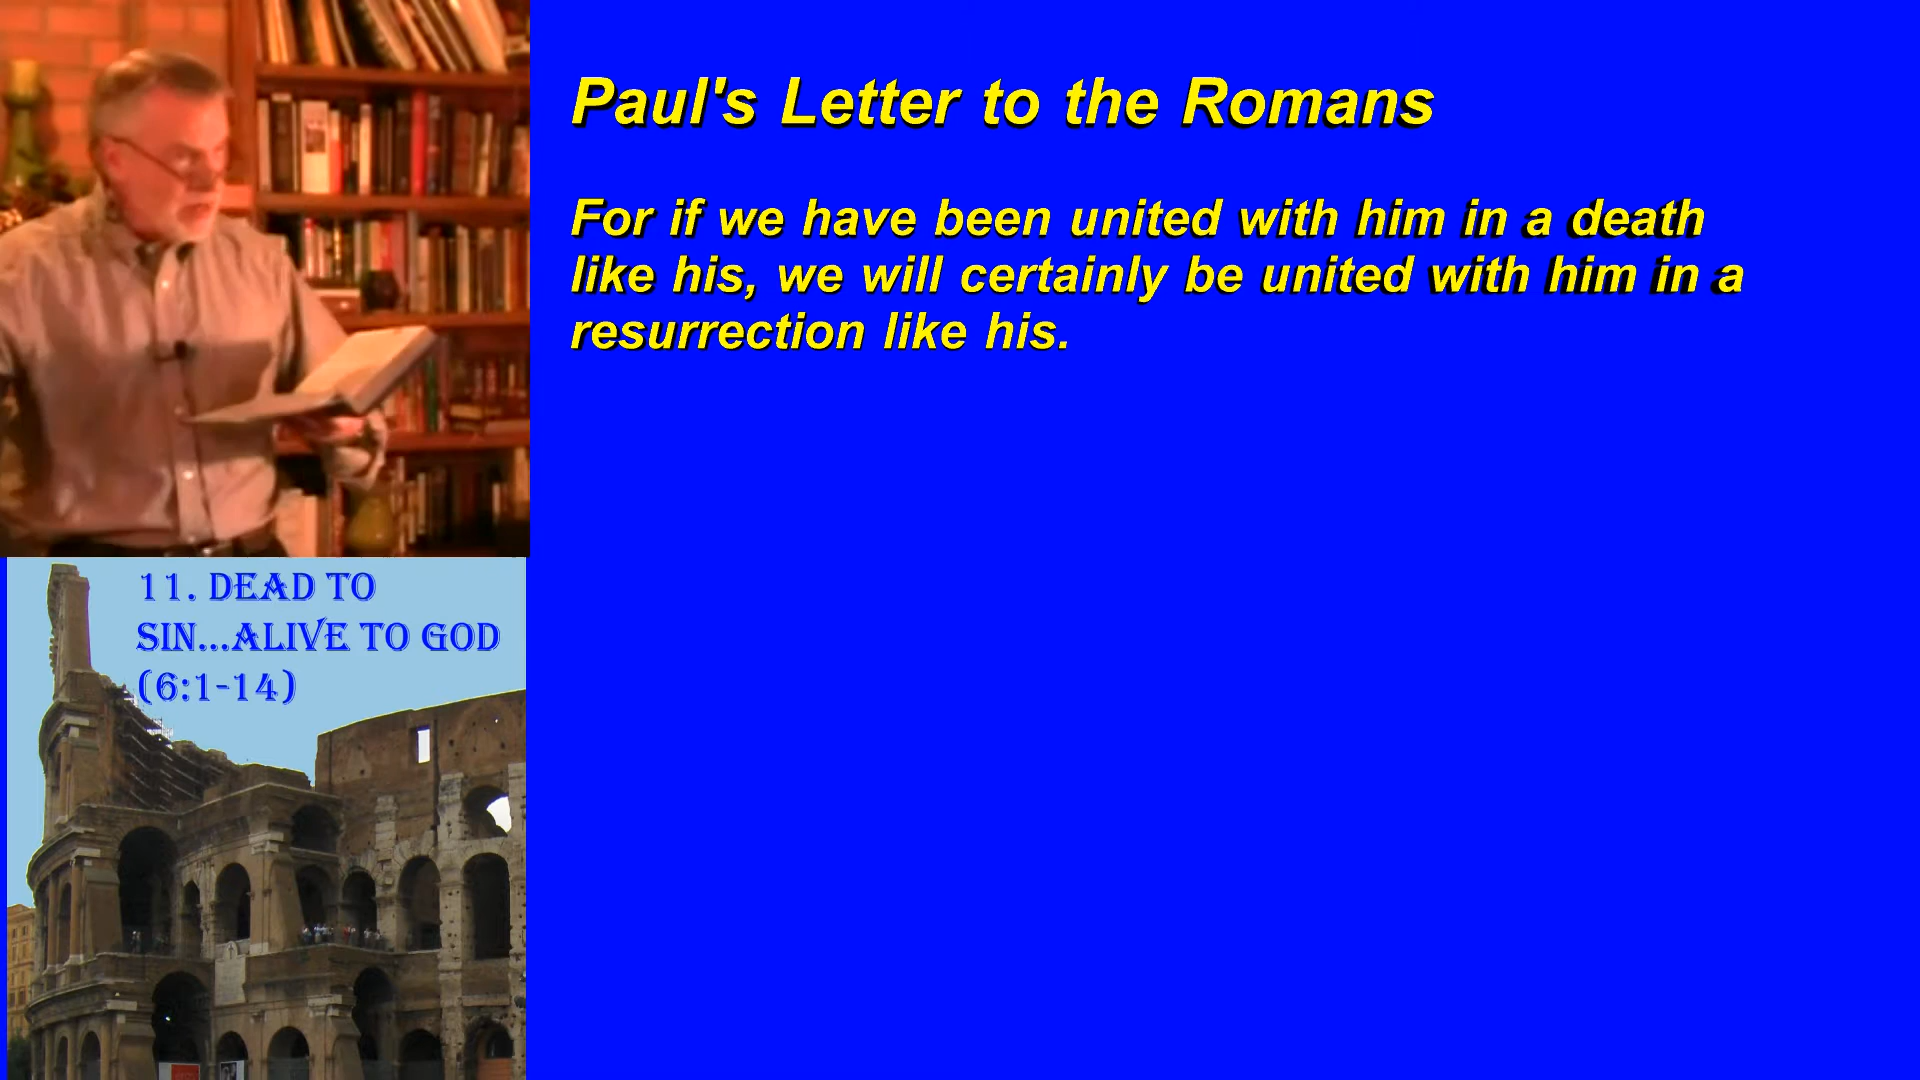 Paul's Letter to the Romans
For if we have been united with him in a death
like his, we will certainly be united with him in a
resurrection like his.
11. DEAD TO
SIN...ALIVE TO GOD
(6:1-14)